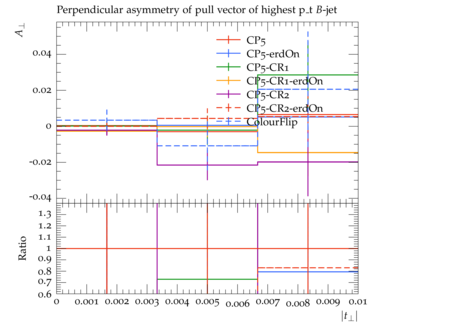 Perpendicular asymmetry of pull vector of highest p_t B-jet
A⊥
0.04
0.02
0
−0.02
−0.04
CP5
CP5-erdOn
CP5-CR1
CP5-CR1-erdOn
CP5-CR2
CP5-CR2-erdOn
ColourFlip
Ratio
1.3
1.2
1.1
1
0.9
0.8
0.7
0.6
0 0.001 0.002 0.003 0.004 0.005 0.006 0.007 0.008 0.009 0.01
|t⊥|